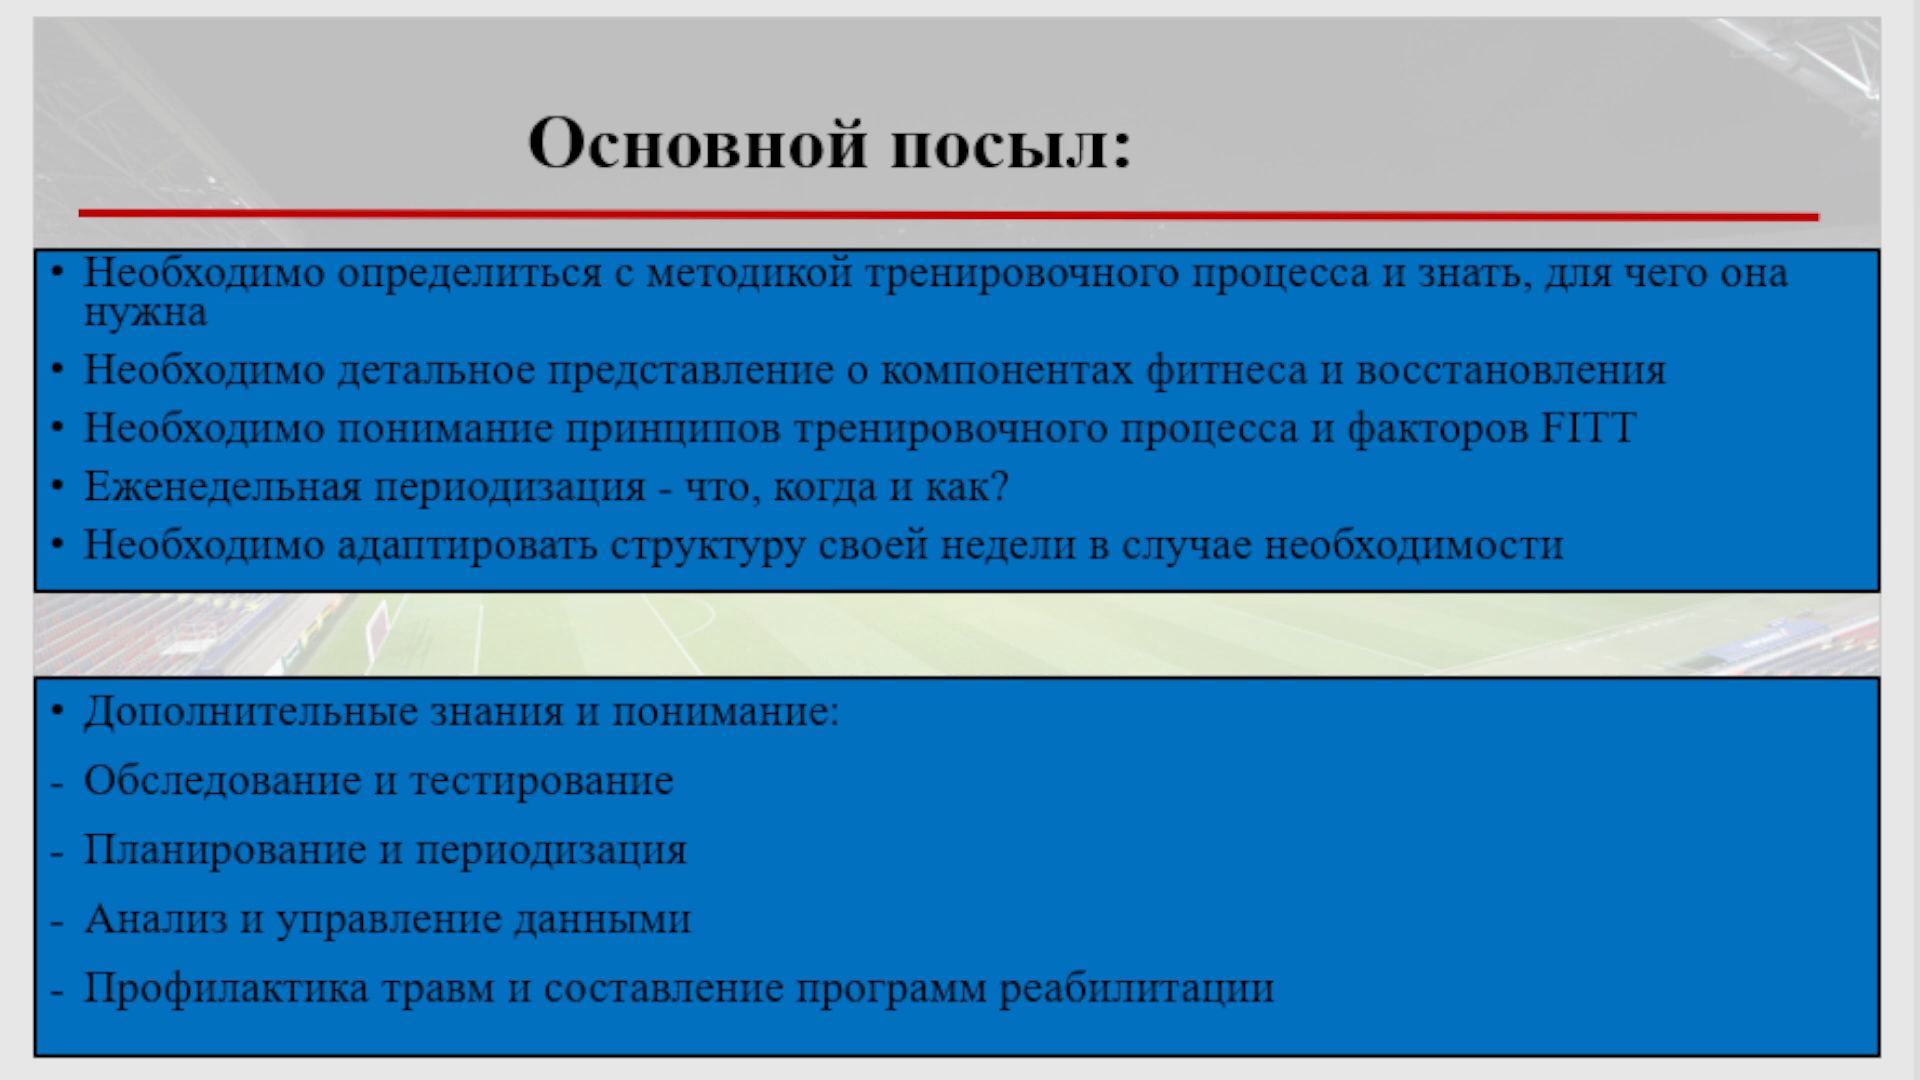 Основной посыл:
• Необходимо определиться с методикой тренировочного процесса и знать, для чего она
нужна
• Необходимо детальное представление о компонентах фитнеса и восстановления
• Необходимо понимание принципов тренировочного процесса и факторов FITT
• Еженедельная периодизация - что, когда и как?
• Необходимо адаптировать структуру своей недели в случае необходимости
• Дополнительные знания и понимание:
- Обследование и тестирование
- Планирование и периодизация
- Анализ и управление данными
- Профилактика травм и составление программ реабилитации